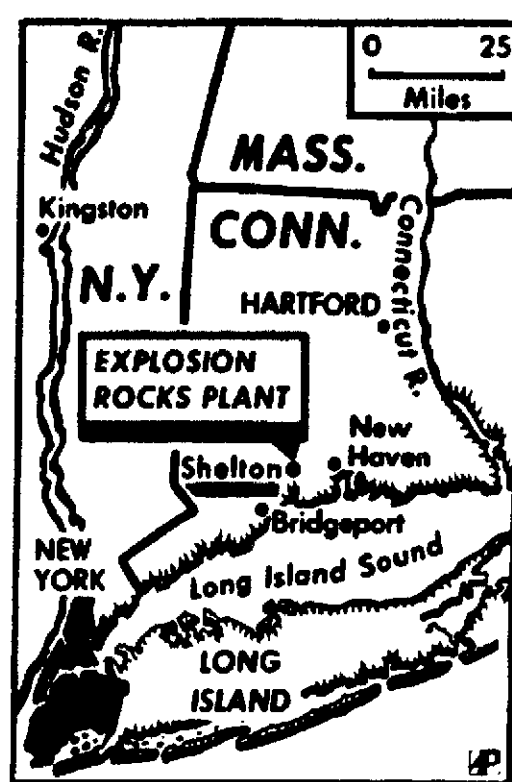 0 25
Miles
Hudson R.
MASS.
Kingston
CONN.
Connecticut R.
N.Y.
HARTFORD
EXPLOSION
ROCKS PLANT
New
Haven
Shelton
Bridgeport
NEW
YORK
Long Island Sound
LONG
ISLAND
AP